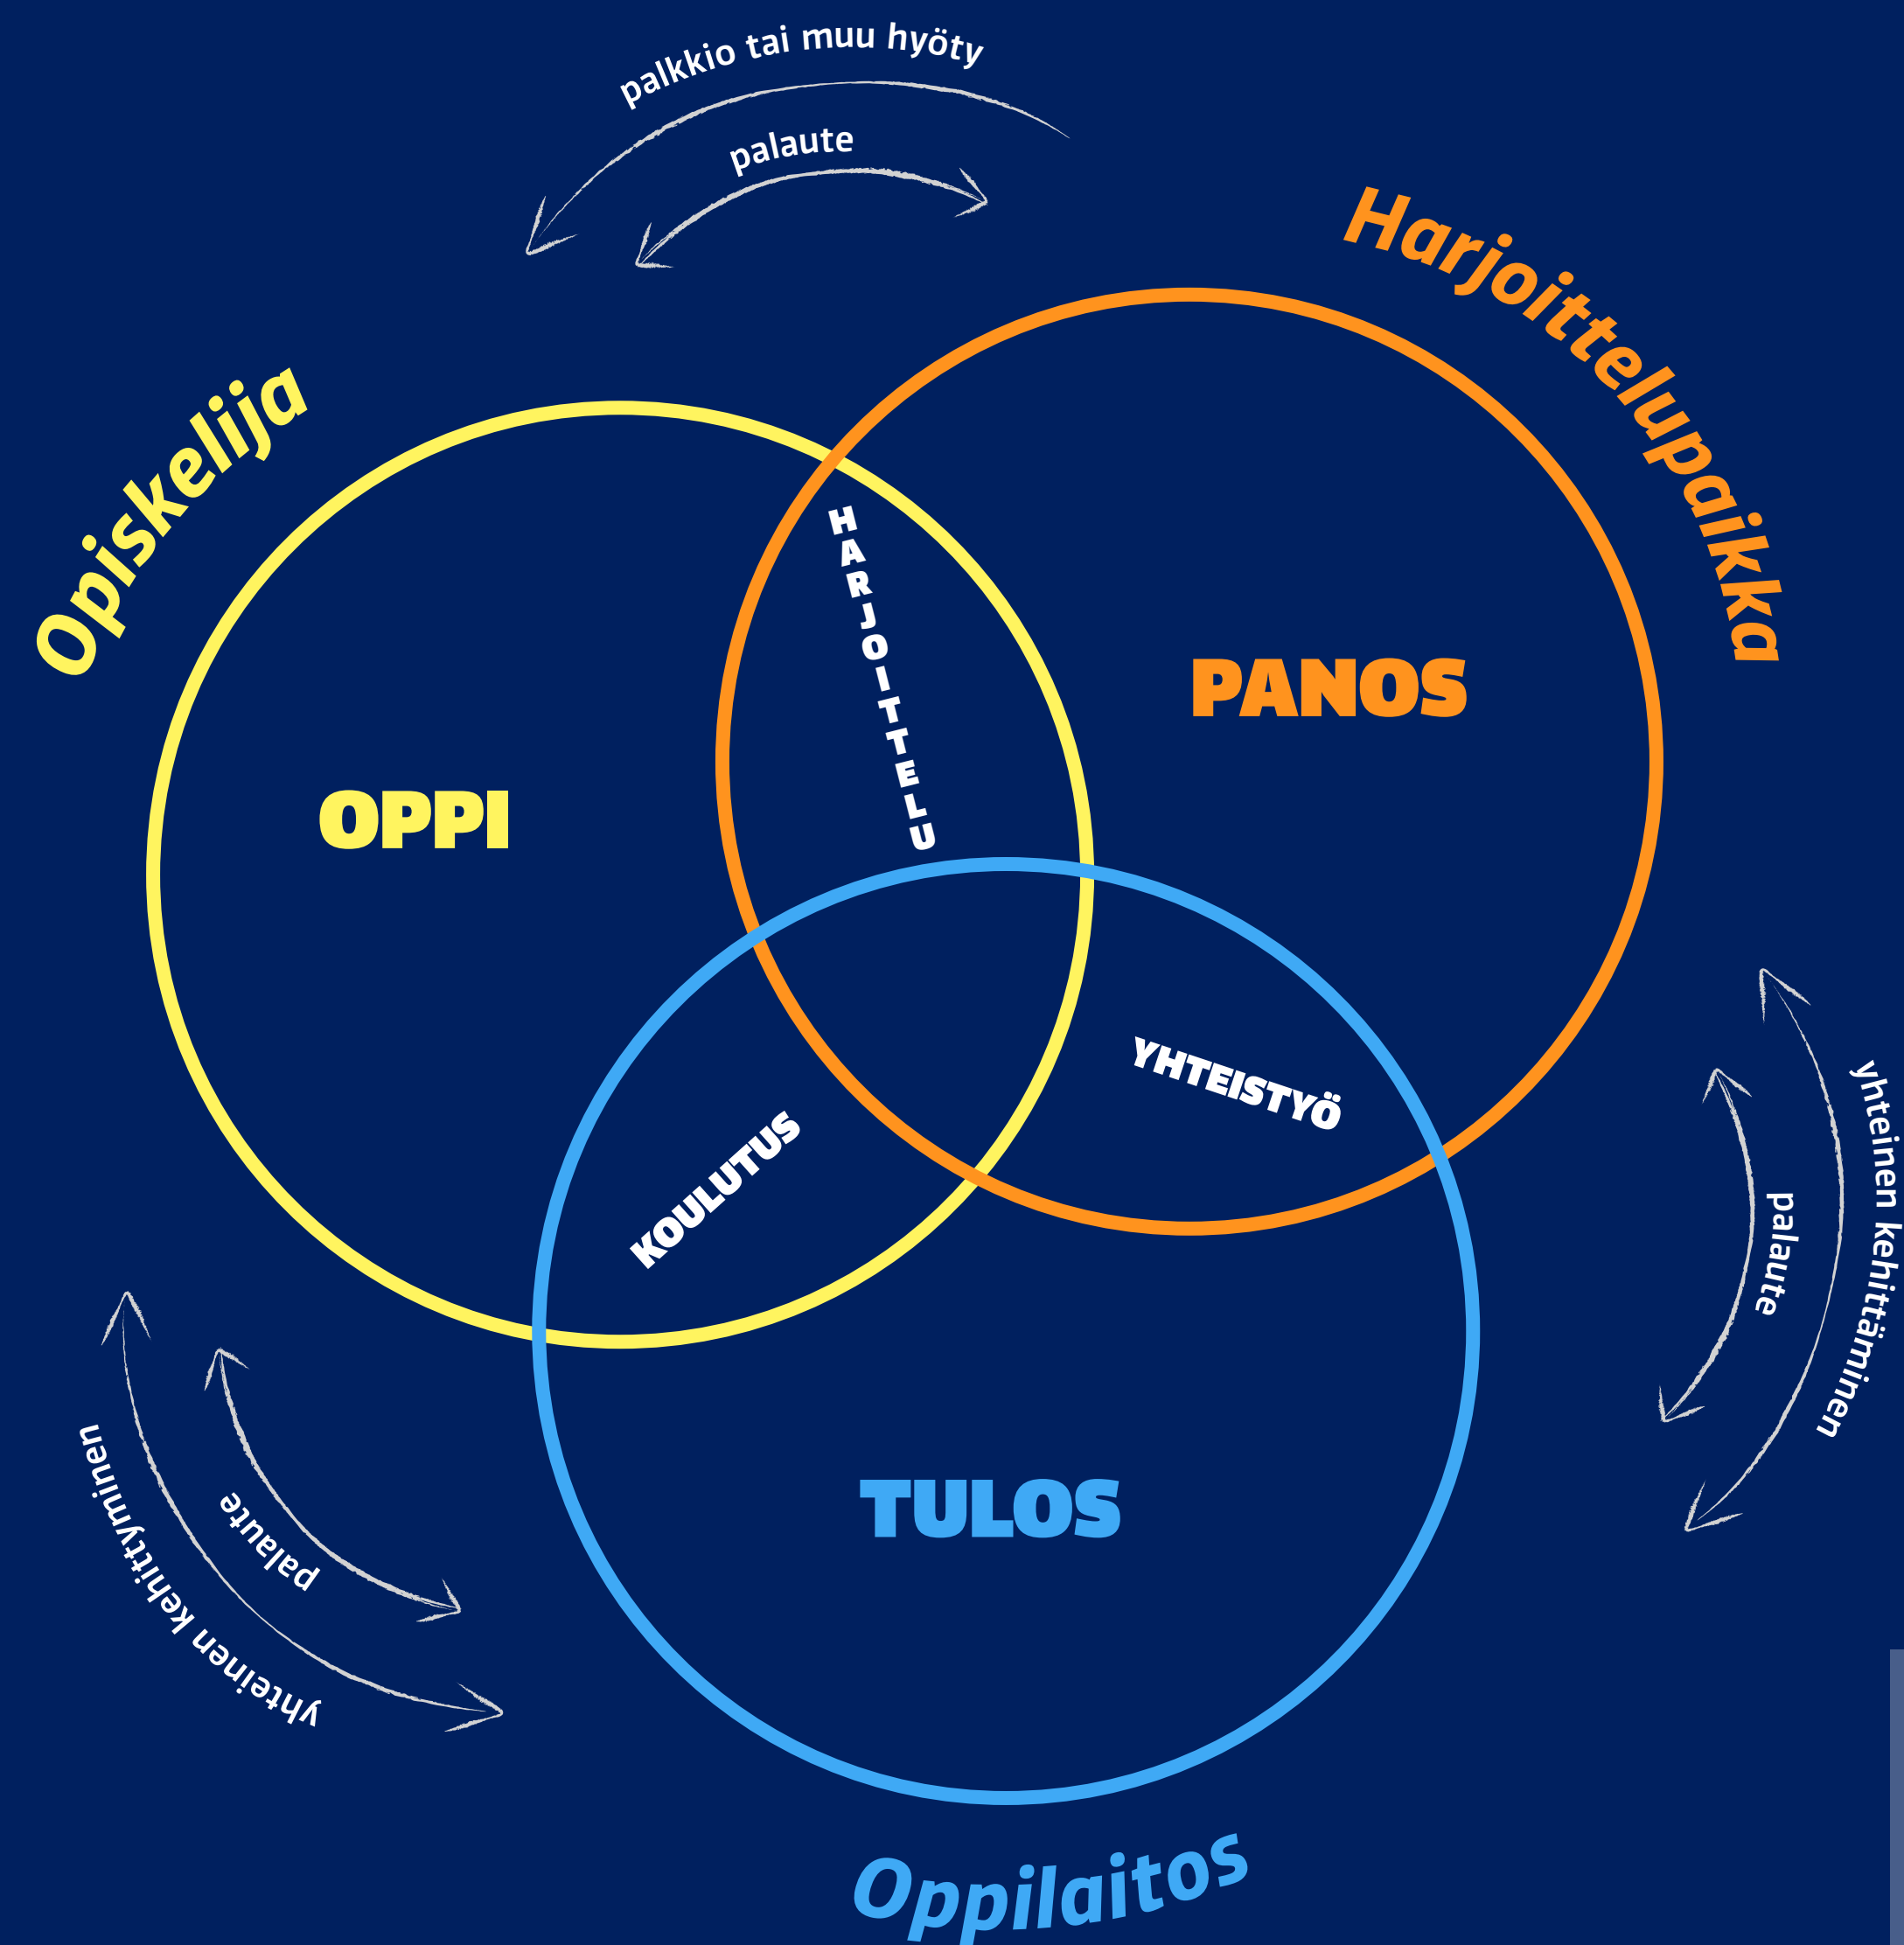 palkkio tai muu hyöty
palaute
Harjoittelupaikka
Opiskelija
HARJOITTELU
PANOS
OPPI
YHTEISTYÖ
KOULUTUS
yhteinen kehittäminen
palaute
palaute
yhteinen kehittyminen
TULOS
Oppilaitos